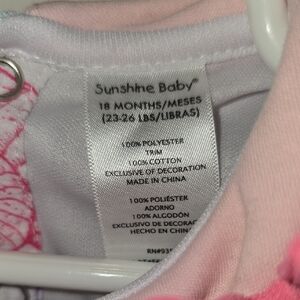 Sunshine Baby
18 MONTHS/MESES
(23-26 LBS/LIBRAS)
100% POLYESTER
TRIM
100% COTTON
EXCLUSIVE OF DECORATION
MADE IN CHINA
100% POLIÉSTER
ADORNO
100% ALGODÓN
EXCLUSIVO DE DECORACIÓN
HECHO EN CHINA